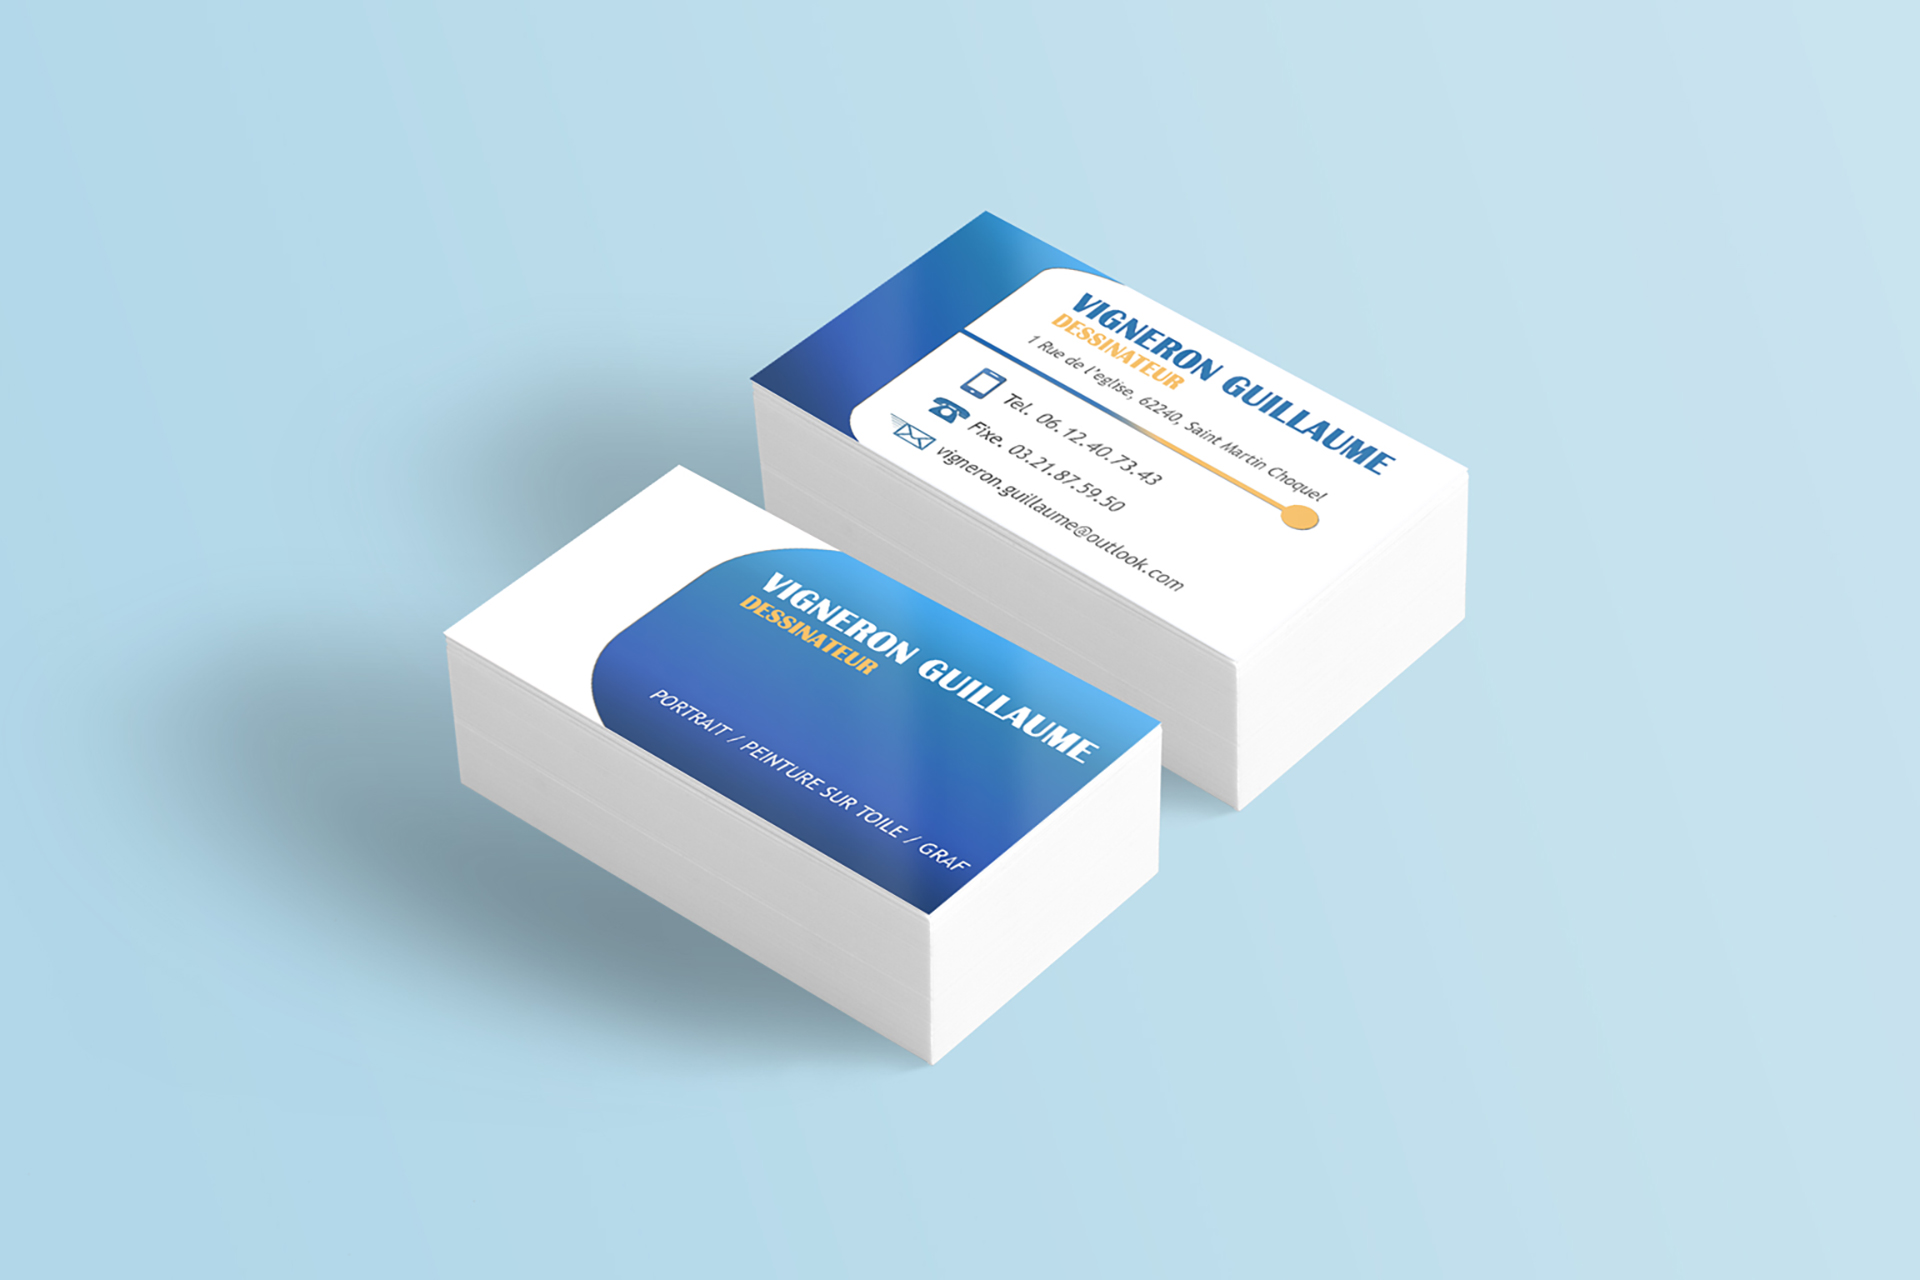 VIGNERON GUILLAUME
DESSINATEUR
1 Rue de l'eglise, 62240, Saint Martin Choquel
Tel. 06.12.40.73.43
Fixe. 03.21.87.59.50
vigneron.guillaume@outlook.com
VIGNERON GUILLAUME
DESSINATEUR
PORTRAIT / PEINTURE SUR TOILE / GRAF